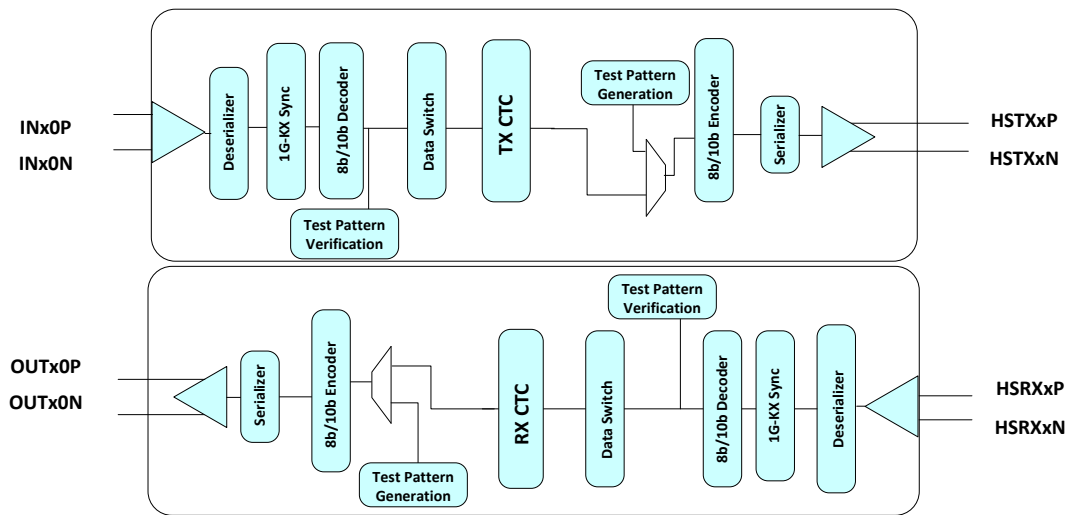 INx0P
INx0N
Deserializer
1G-KX Sync
8b/10b Decoder
Test Pattern
Verification
Data Switch
TX CTC
Test Pattern
Generation
8b/10b Encoder
Serializer
HSTXxP
HSTXxN
OUTx0P
OUTx0N
Serializer
8b/10b Encoder
Test Pattern
Generation
RX CTC
Data Switch
Test Pattern
Verification
8b/10b Decoder
1G-KX Sync
Deserializer
HSRXxP
HSRXxN